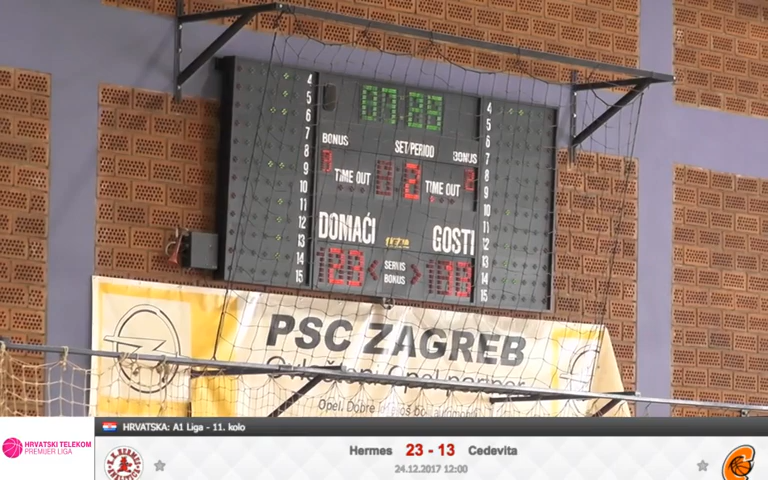 07:29
BONUS
SET/PERIOD
BONUS
TIME OUT
2
TIME OUT
DOMAĆI
GOSTI
23
SERVIS
BONUS
13
4
5
6
7
8
9
10
11
12
13
14
15
4
5
6
7
8
9
10
11
12
13
14
15
PSC ZAGREB
Opel. Dobre
HRVATSKA: A1 Liga - 11. kolo
HRVATSKI TELEKOM
PREMIJER LIGA
Hermes 23 - 13 Cedevita
24.12.2017 12:00